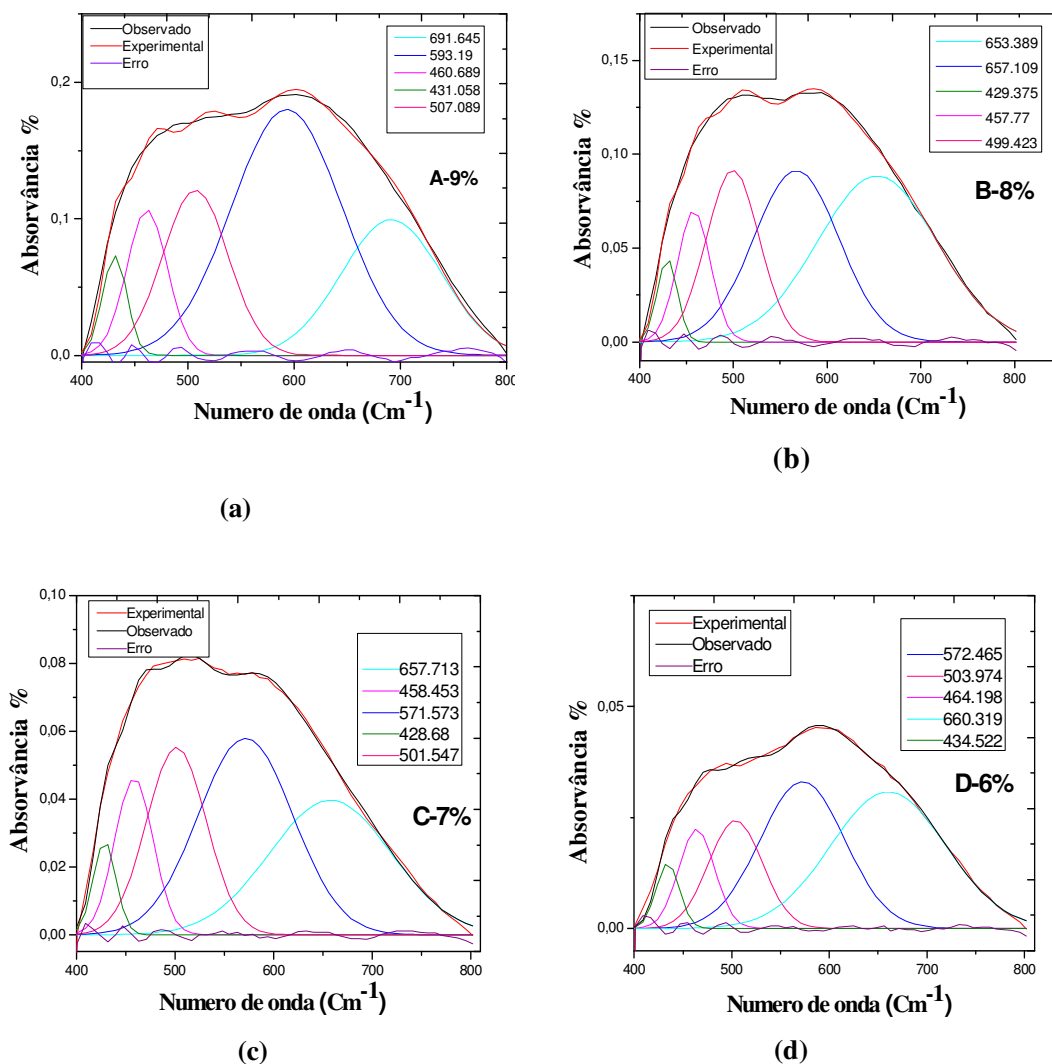 Observado
Experimental
Erro
691.645
593.19
460.689
431.058
507.089
0,2
0,1
0,0
A-9%
Absorvância %
400
500
600
700
800
Numero de onda (Cm-1)
(a)
Observado
Experimental
Erro
653.389
657.109
429.375
457.77
499.423
0,15
0,10
0,05
0,00
B-8%
Absorvância %
400
500
600
700
800
Numero de onda (Cm-1)
(b)
Experimental
Observado
Erro
657.713
458.453
571.573
428.68
501.547
0,10
0,08
0,06
0,04
0,02
0,00
C-7%
Absorvância %
400
500
600
700
800
Numero de onda (Cm-1)
(c)
Experimental
Observado
Erro
572.465
503.974
464.198
660.319
434.522
0,05
0,00
D-6%
Absorvância %
400
500
600
700
800
Numero de onda (Cm-1)
(d)